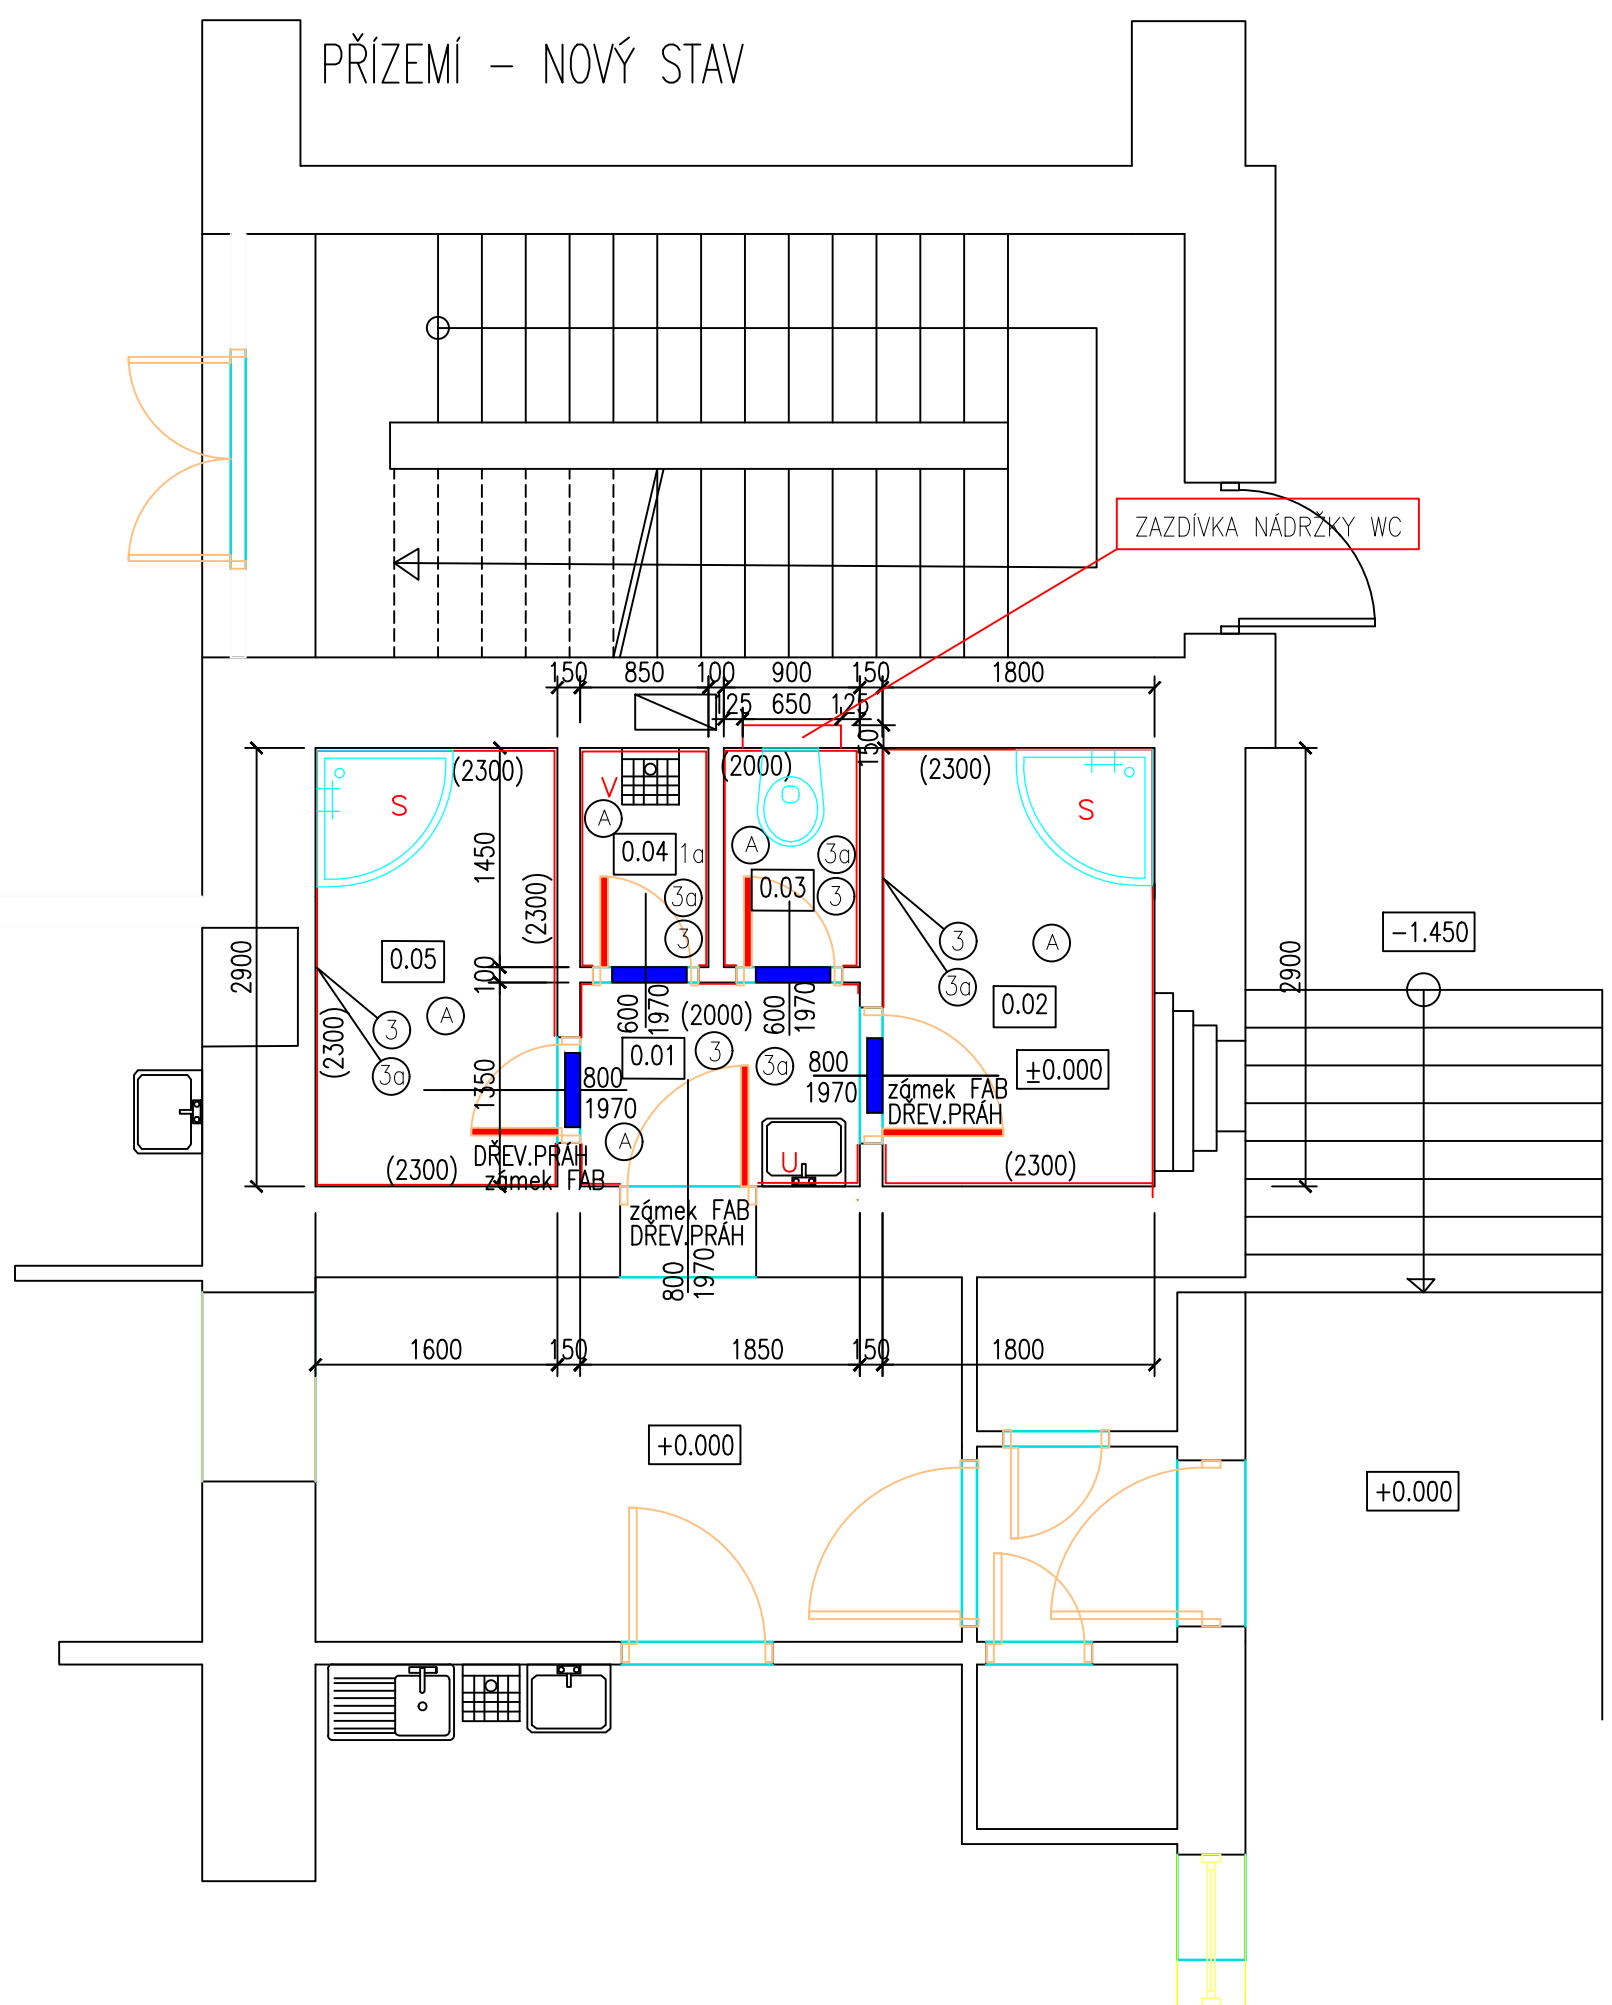 PŘÍZEMÍ - NOVÝ STAV
ZAZDÍVKA NÁDRŽKY WC
150 850 100 900 150 1800
125 650 125
150
(2300)
(2000)
(2300)
S
V
S
A
0.04 1a
A
3a
1450
0.03
3a
3
(2300)
3
3
A
-1.450
0.05
2900
100
3a
2900
0.02
A
3
600
1970
(2000)
600
1970
(2300)
0.01
3
3a
800
1970
±0.000
3a
1350
800
1970
zámek FAB
DŘEV.PRÁH
A
DŘEV.PRÁH
zámek FAB
U
(2300)
(2300)
zámek FAB
DŘEV.PRÁH
800
1970
1600 150 1850 150 1800
+0.000
+0.000